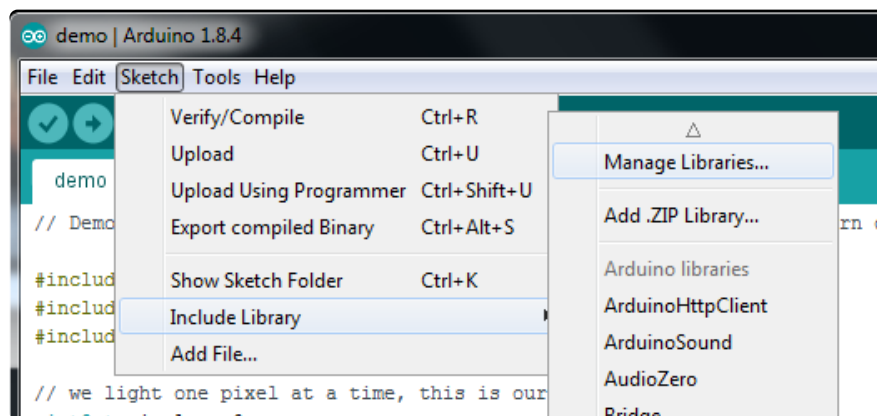 demo | Arduino 1.8.4
File Edit Sketch Tools Help
demo
// Demo
rn
#includ
#includ
#includ
// we light one pixel at a time, this is our
Verify/Compile Ctrl+R
Upload Ctrl+U
Upload Using Programmer Ctrl+Shift+U
Export compiled Binary Ctrl+Alt+S
Show Sketch Folder Ctrl+K
Include Library
Add File...
Manage Libraries...
Add .ZIP Library...
Arduino libraries
ArduinoHttpClient
ArduinoSound
AudioZero
Bridge